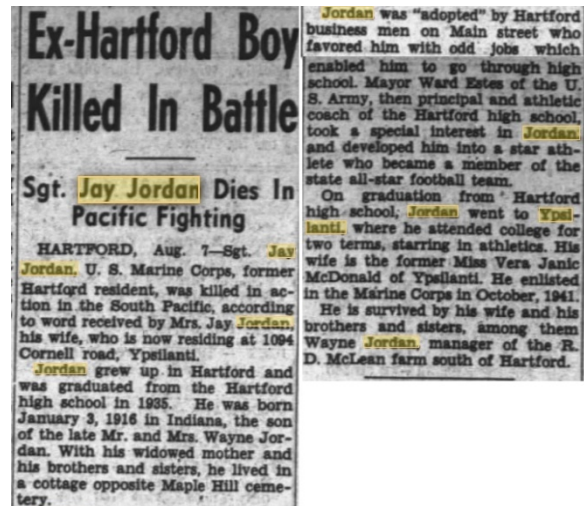 Ex-Hartford Boy
Killed In Battle
Sgt. Jay Jordan Dies In
Pacific Fighting
HARTFORD, Aug. 7—Sgt. Jay
Jordan, U. S. Marine Corps, former
Hartford resident, was killed in ac-
tion in the South Pacific, according
to word received by Mrs. Jay Jordan,
his wife, who is now residing at 1094
Cornell road, Ypsilanti.
Jordan grew up in Hartford and
was graduated from the Hartford
high school in 1935. He was born
January 3, 1916 in Indiana, the son
of the late Mr. and Mrs. Wayne Jor-
dan. With his widowed mother and
his brothers and sisters, he lived in
a cottage opposite Maple Hill ceme-
tery.
Jordan was "adopted" by Hartford
business men on Main street who
favored him with odd jobs which
enabled him to go through high
school. Mayor Ward Estes of the U.
S. Army, then principal and athletic
coach of the Hartford high school,
took a special interest in Jordan
and developed him into a star ath-
lete who became a member of the
state all-star football team.
On graduation from Hartford
high school, Jordan went to Ypsi-
lanti, where he attended college for
two terms, starring in athletics. His
wife is the former Miss Vera Janic
McDonald of Ypsilanti. He enlisted
in the Marine Corps in October, 1941
He is survived by his wife and his
brothers and sisters, among them
Wayne Jordan, manager of the R.
D. McLean farm south of Hartford.